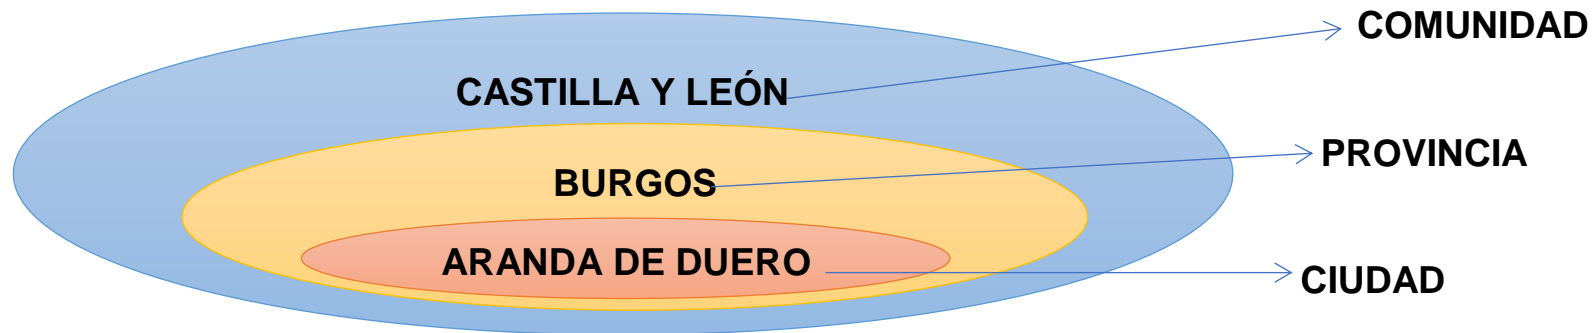 COMUNIDAD
CASTILLA Y LEÓN
PROVINCIA
BURGOS
ARANDA DE DUERO
CIUDAD